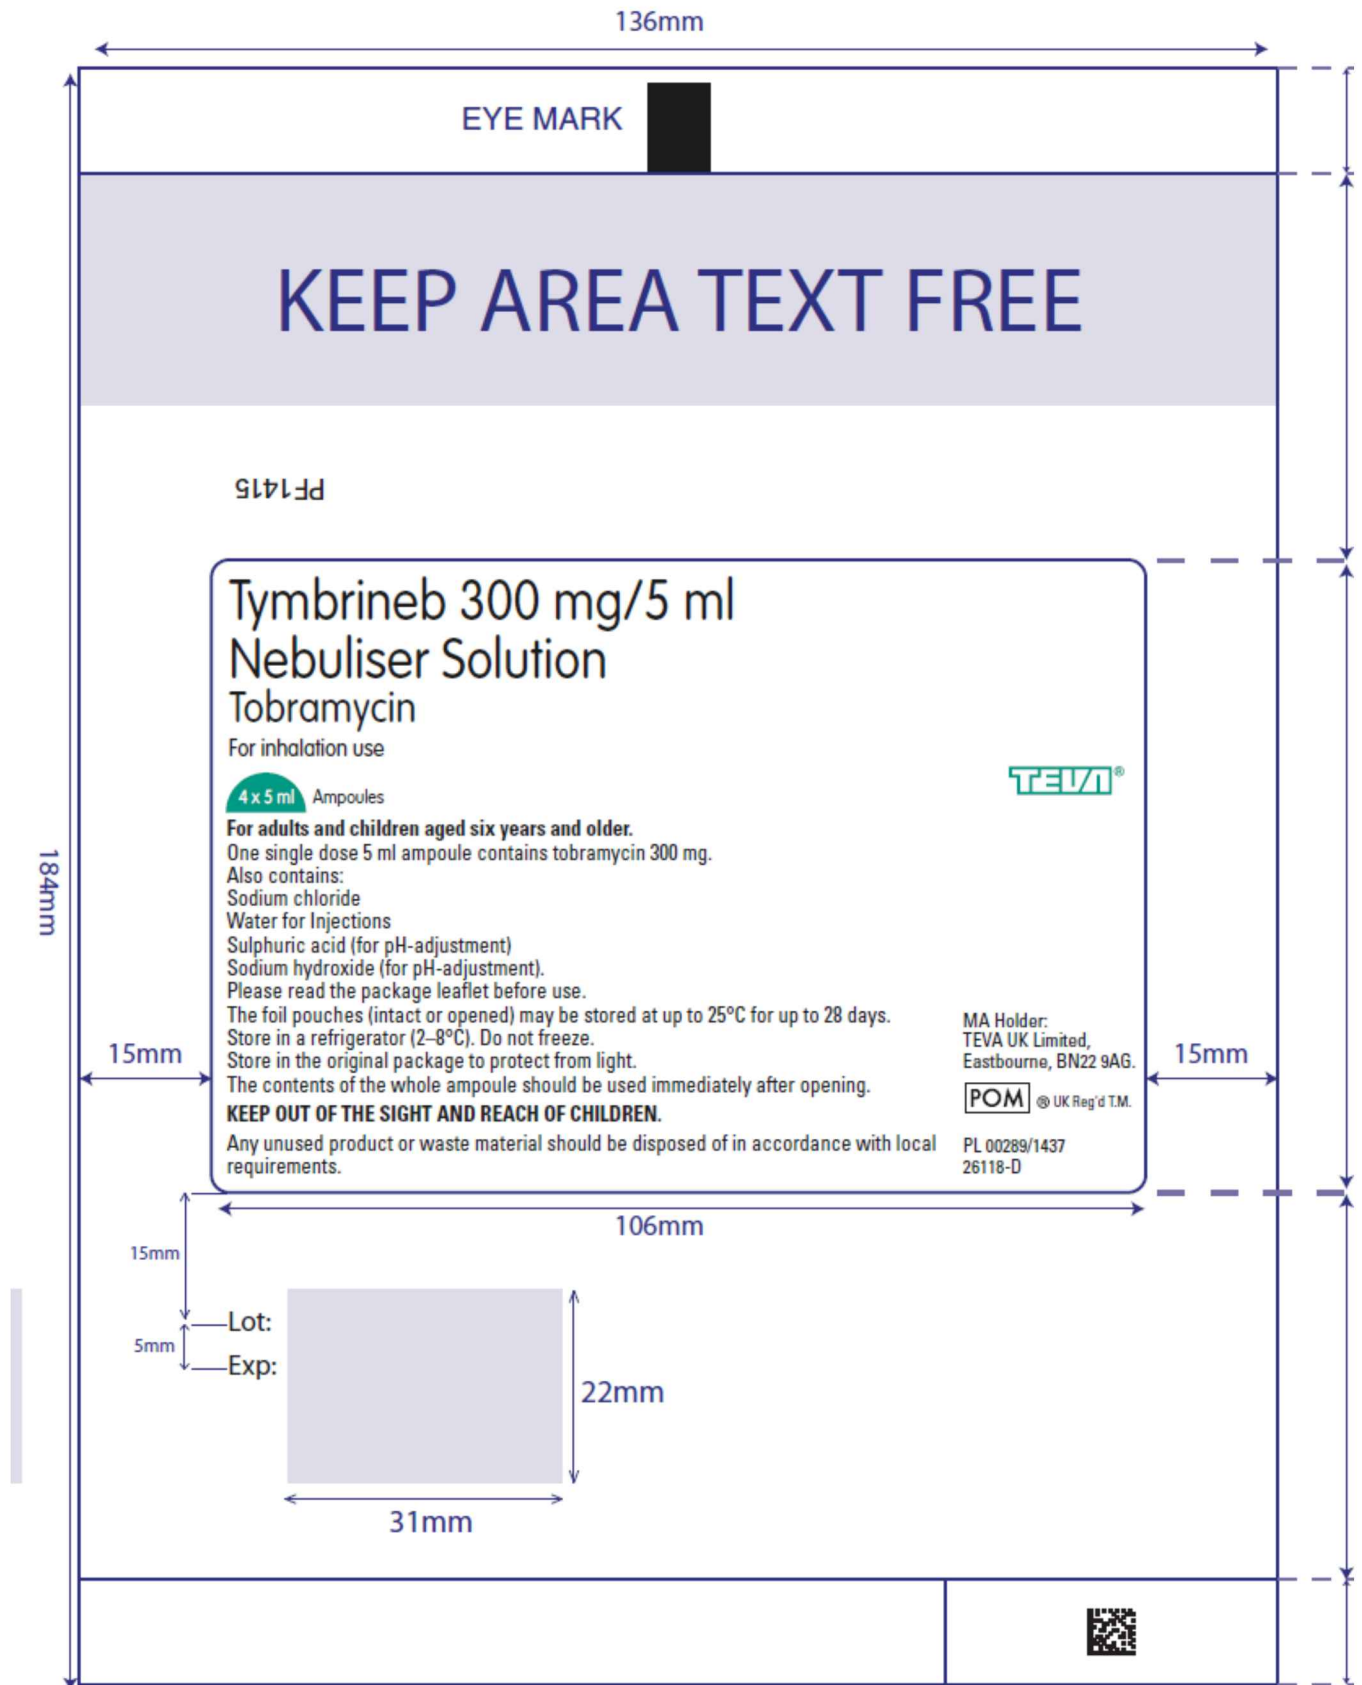 136mm
EYE MARK
KEEP AREA TEXT FREE
PF1415
Tymbrineb 300 mg/5 ml
Nebuliser Solution
Tobramycin
For inhalation use
TEVA®
4 x 5 ml Ampoules
For adults and children aged six years and older.
One single dose 5 ml ampoule contains tobramycin 300 mg.
Also contains:
Sodium chloride
Water for Injections
Sulphuric acid (for pH-adjustment)
Sodium hydroxide (for pH-adjustment).
Please read the package leaflet before use.
The foil pouches (intact or opened) may be stored at up to 25°C for up to 28 days.
Store in a refrigerator (2–8°C). Do not freeze.
Store in the original package to protect from light.
The contents of the whole ampoule should be used immediately after opening.
KEEP OUT OF THE SIGHT AND REACH OF CHILDREN.
Any unused product or waste material should be disposed of in accordance with local
requirements.
MA Holder:
TEVA UK Limited,
Eastbourne, BN22 9AG.
POM ® UK Reg'd T.M.
PL 00289/1437
26118-D
184mm
15mm
15mm
106mm
15mm
Lot:
5mm
Exp:
22mm
31mm